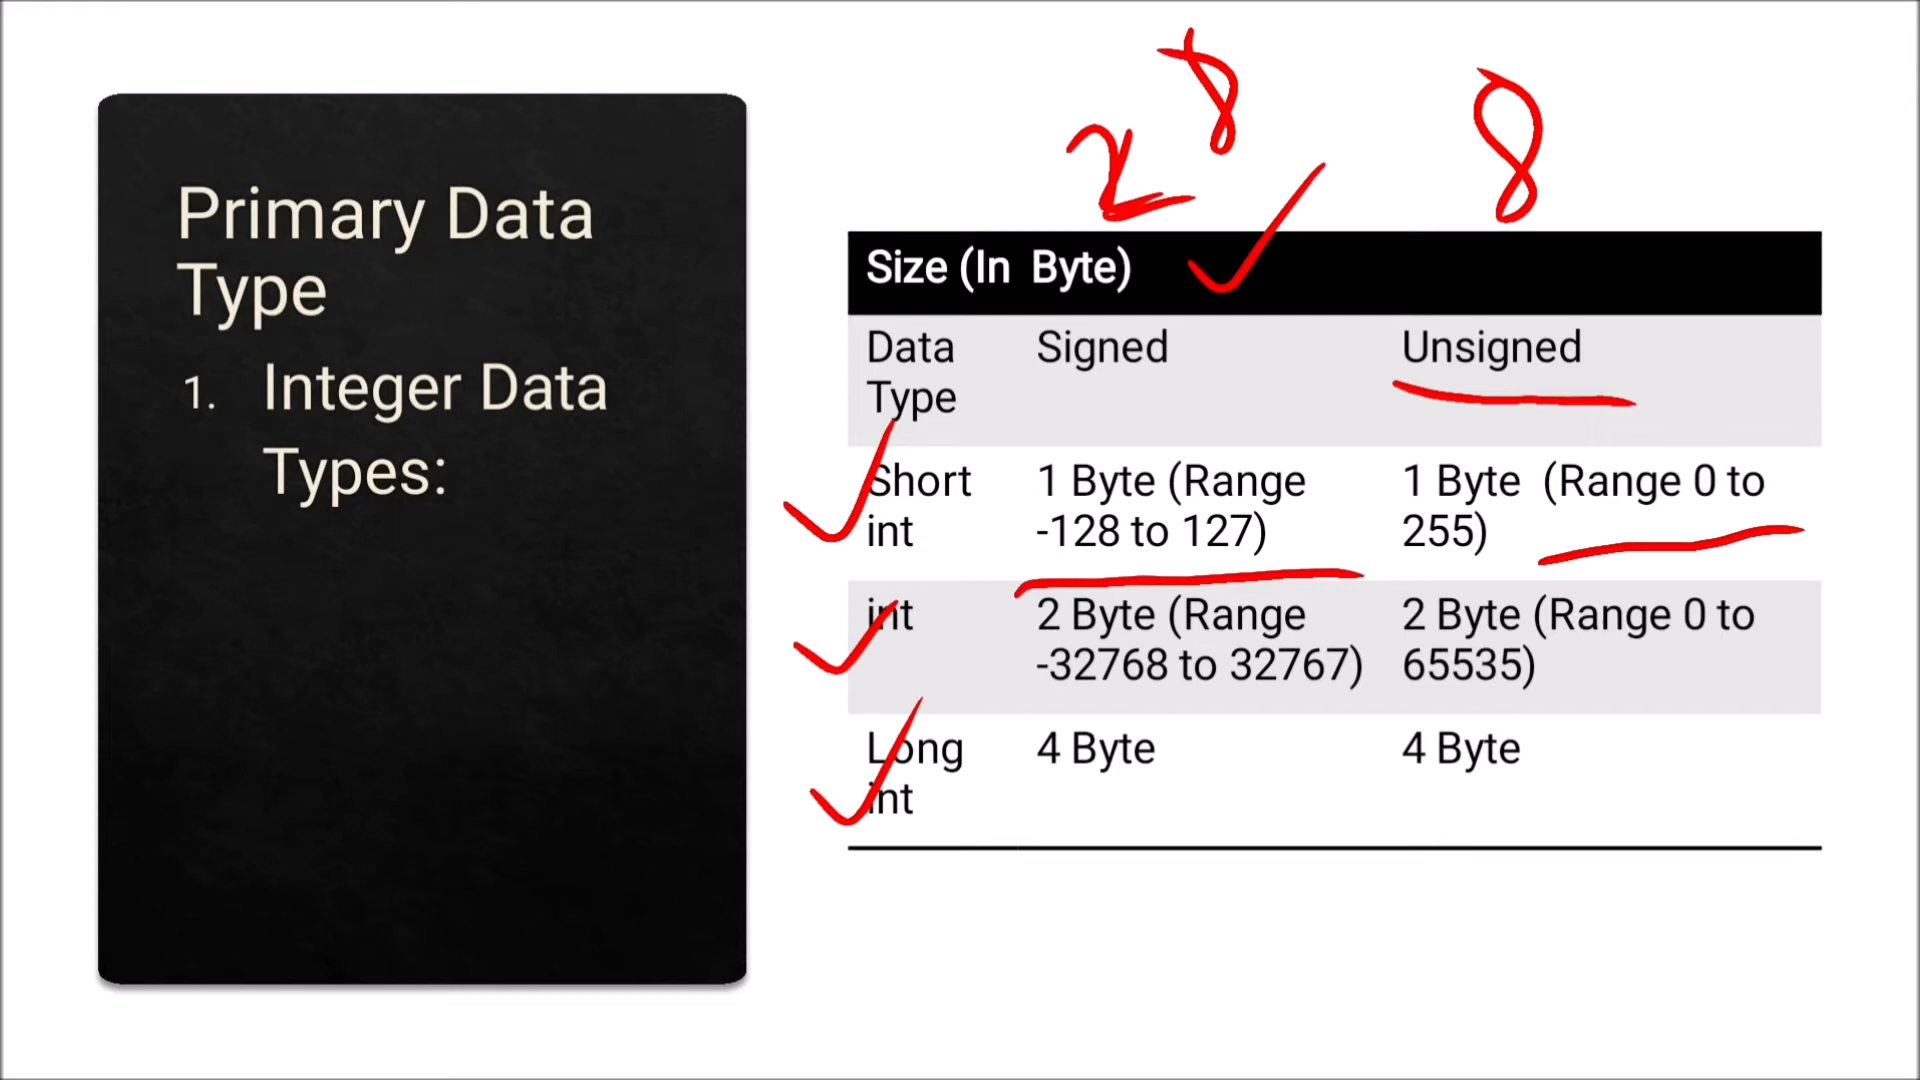 Primary Data
Type
1. Integer Data
Types:
2 8
8
Size (In Byte)
Data Type
Signed
Unsigned
Short int
1 Byte (Range
-128 to 127)
1 Byte (Range 0 to
255)
int
2 Byte (Range
-32768 to 32767)
2 Byte (Range 0 to
65535)
Long int
4 Byte
4 Byte